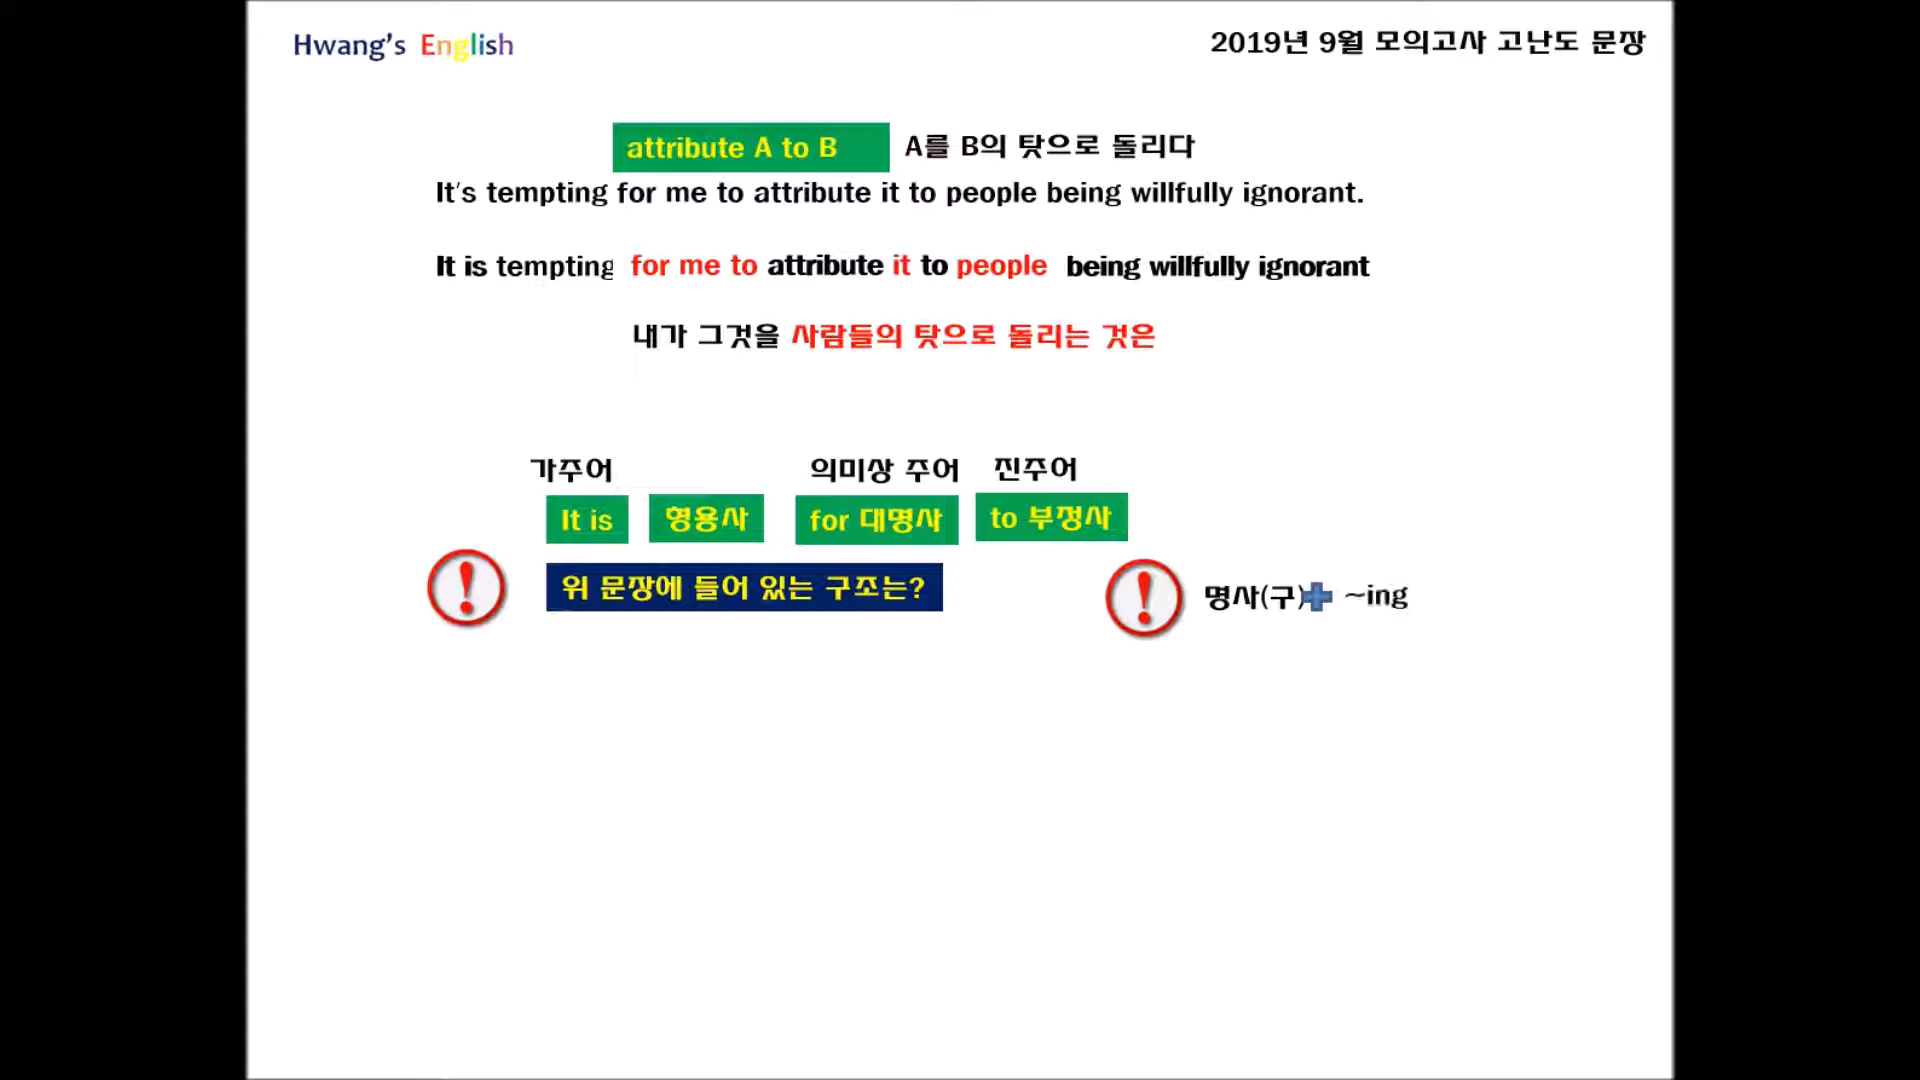 Hwang's English
2019년 9월 모의고사 고난도 문장
attribute A to B A를 B의 탓으로 돌리다
It's tempting for me to attribute it to people being willfully ignorant.
It is tempting for me to attribute it to people being willfully ignorant
내가 그것을 사람들의 탓으로 돌리는 것은
가주어 의미상 주어 진주어
It is 형용사 for 대명사 to 부정사
! 위 문장에 들어 있는 구조는?
! 명사(구)+ ~ing